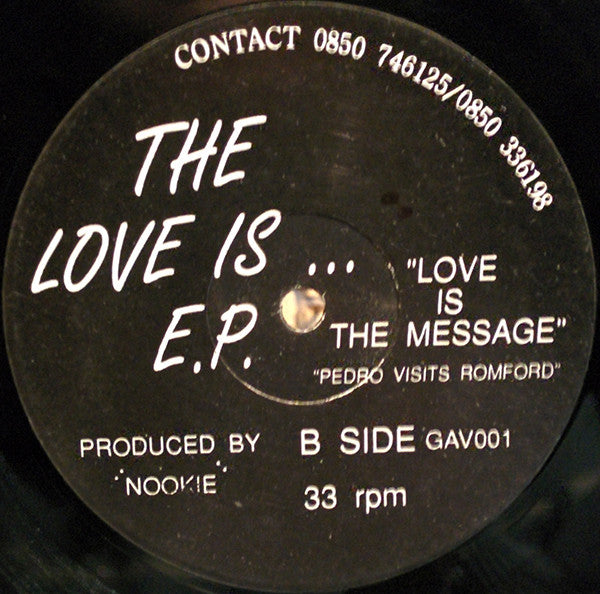 CONTACT 0850 746125/0850 336198
THE
LOVE IS ...
E.P.
"LOVE
IS
THE MESSAGE"
"PEDRO VISITS ROMFORD"
PRODUCED BY
"NOOKIE"
B SIDE GAV001
33 rpm